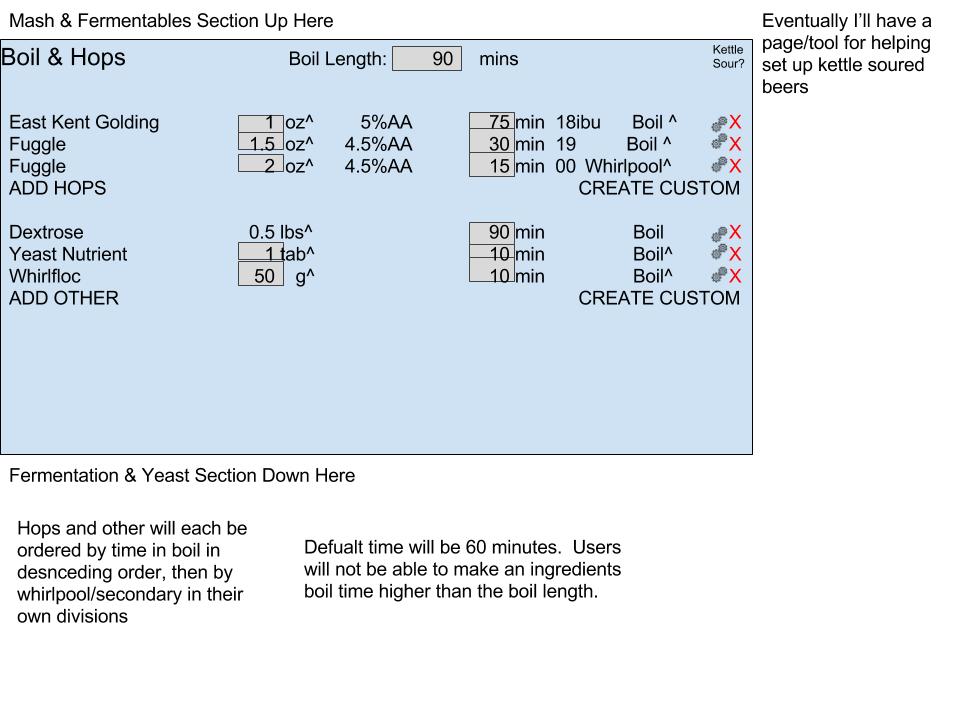 Mash & Fermentables Section Up Here
Eventually I'll have a
page/tool for helping
set up kettle soured
beers
Boil & Hops Boil Length: 90 mins Kettle
Sour?
East Kent Golding 1 oz^ 5%AA 75 min 18ibu Boil ^ X
Fuggle 1.5 oz^ 4.5%AA 30 min 19 Boil ^ X
Fuggle 2 oz^ 4.5%AA 15 min 00 Whirlpool^ X
ADD HOPS CREATE CUSTOM
Dextrose 0.5 lbs^ 90 min Boil X
Yeast Nutrient 1 tab^ 10 min Boil^ X
Whirlfloc 50 g^ 10 min Boil^ X
ADD OTHER CREATE CUSTOM
Fermentation & Yeast Section Down Here
Hops and other will each be
ordered by time in boil in
desnceding order, then by
whirlpool/secondary in their
own divisions
Defualt time will be 60 minutes. Users
will not be able to make an ingredients
boil time higher than the boil length.